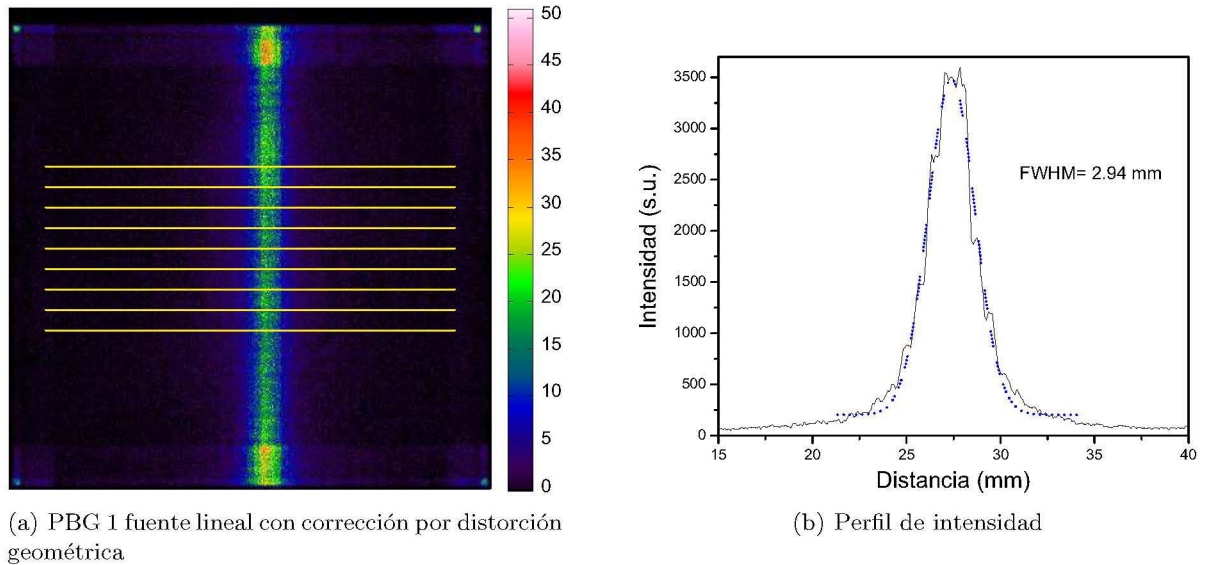 50
45
40
35
30
25
20
15
10
5
0
3500
3000
2500
2000
1500
1000
500
0
Intensidad (s.u.)
FWHM= 2.94 mm
15 20 25 30 35 40
Distancia (mm)
(a) PBG 1 fuente lineal con corrección por distorción
geométrica
(b) Perfil de intensidad